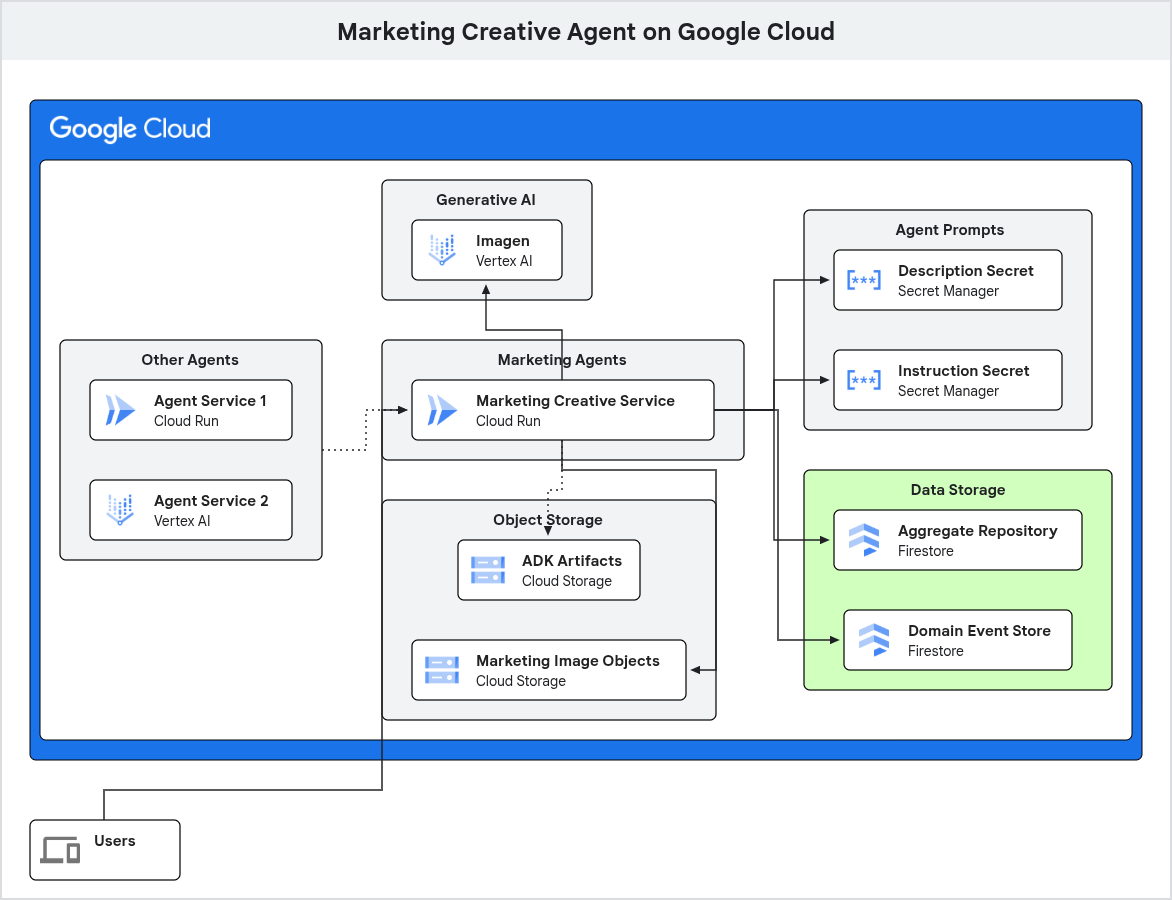 Marketing Creative Agent on Google Cloud
Google Cloud
Generative AI
Imagen
Vertex AI
Agent Prompts
Description Secret
Secret Manager
Instruction Secret
Secret Manager
Other Agents
Agent Service 1
Cloud Run
Agent Service 2
Vertex AI
Marketing Agents
Marketing Creative Service
Cloud Run
Object Storage
ADK Artifacts
Cloud Storage
Marketing Image Objects
Cloud Storage
Data Storage
Aggregate Repository
Firestore
Domain Event Store
Firestore
Users